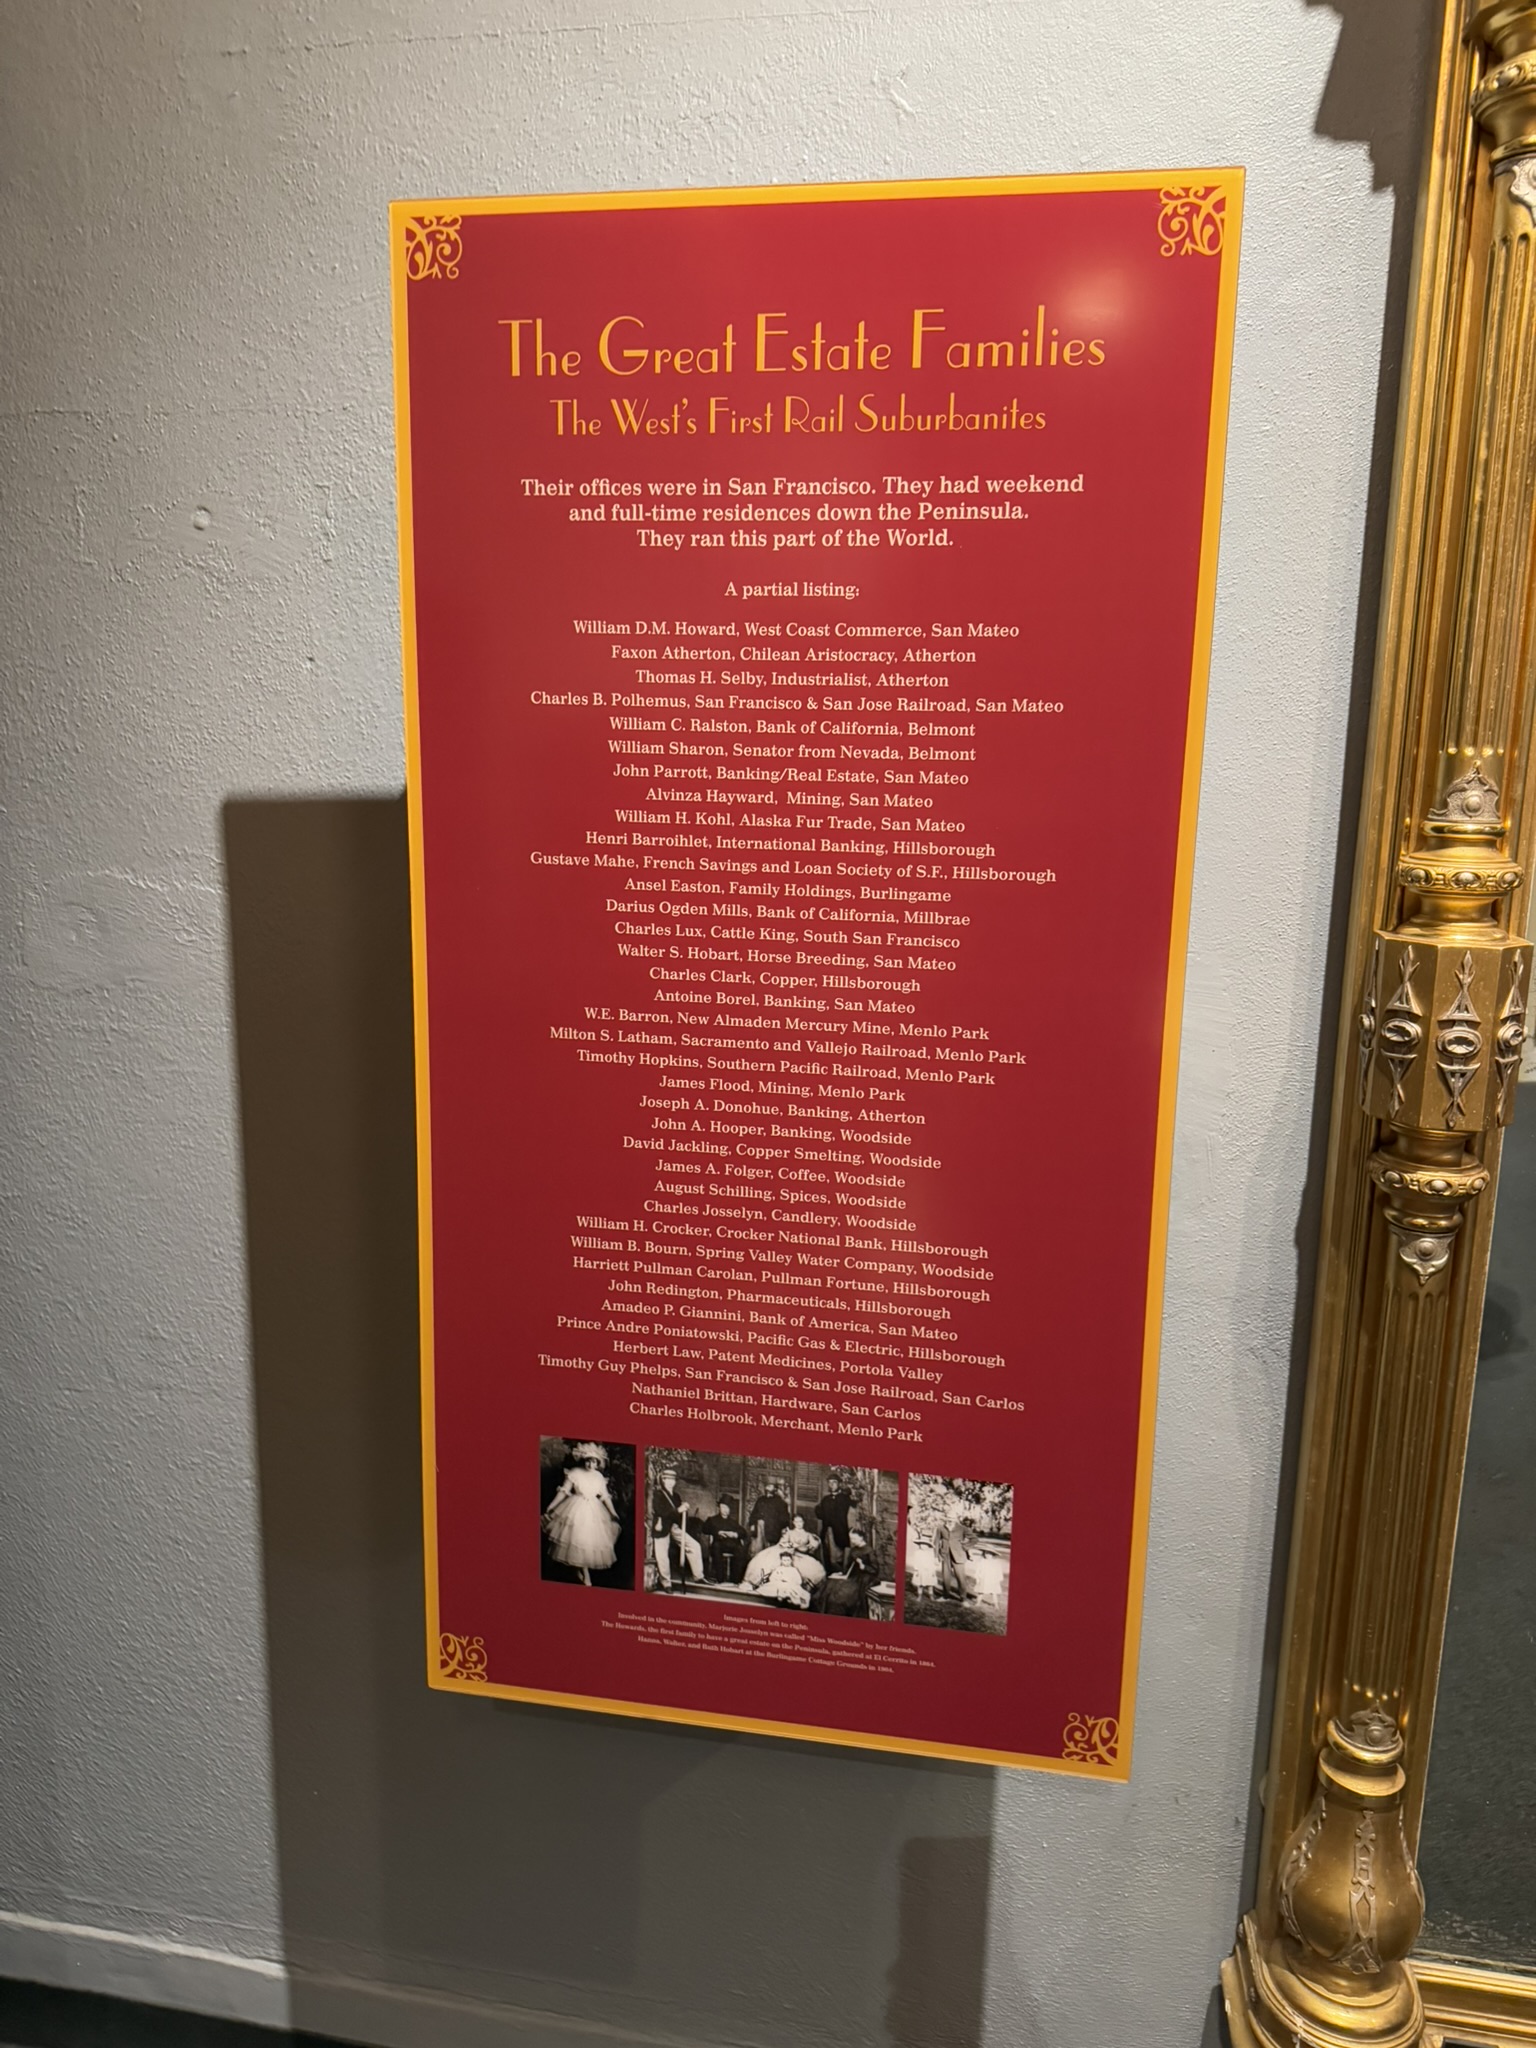 The Great Estate Families
The West's First Rail Suburbanites
Their offices were in San Francisco. They had weekend
and full-time residences down the Peninsula.
They ran this part of the World.
A partial listing:
William D.M. Howard, West Coast Commerce, San Mateo
Faxon Atherton, Chilean Aristocracy, Atherton
Thomas H. Selby, Industrialist, Atherton
Charles B. Polhemus, San Francisco & San Jose Railroad, San Mateo
William C. Ralston, Bank of California, Belmont
William Sharon, Senator from Nevada, Belmont
John Parrott, Banking/Real Estate, San Mateo
Alvinza Hayward, Mining, San Mateo
William H. Kohl, Alaska Fur Trade, San Mateo
Henri Barroihlet, International Banking, Hillsborough
Gustave Mahe, French Savings and Loan Society of S.F., Hillsborough
Ansel Easton, Family Holdings, Burlingame
Darius Ogden Mills, Bank of California, Millbrae
Charles Lux, Cattle King, South San Francisco
Walter S. Hobart, Horse Breeding, San Mateo
Charles Clark, Copper, Hillsborough
Antoine Borel, Banking, San Mateo
W.E. Barron, New Almaden Mercury Mine, Menlo Park
Milton S. Latham, Sacramento and Vallejo Railroad, Menlo Park
Timothy Hopkins, Southern Pacific Railroad, Menlo Park
James Flood, Mining, Menlo Park
Joseph A. Donohue, Banking, Atherton
John A. Hooper, Banking, Woodside
David Jackling, Copper Smelting, Woodside
James A. Folger, Coffee, Woodside
August Schilling, Spices, Woodside
Charles Josselyn, Candlery, Woodside
William H. Crocker, Crocker National Bank, Hillsborough
William B. Bourn, Spring Valley Water Company, Woodside
Harriett Pullman Carolan, Pullman Fortune, Hillsborough
John Redington, Pharmaceuticals, Hillsborough
Amadeo P. Giannini, Bank of America, San Mateo
Prince Andre Poniatowski, Pacific Gas & Electric, Hillsborough
Herbert Law, Patent Medicines, Portola Valley
Timothy Guy Phelps, San Francisco & San Jose Railroad, San Carlos
Nathaniel Brittan, Hardware, San Carlos
Charles Holbrook, Merchant, Menlo Park
Images from left to right:
Involved in the community, Marjorie Josselyn was called "Miss Woodside" by her friends.
The Howards, the first family to have a great estate on the Peninsula, gathered at El Cerrito in 1884.
Walter, and Ruth Hobart at the Burlingame Cottage Grounds in